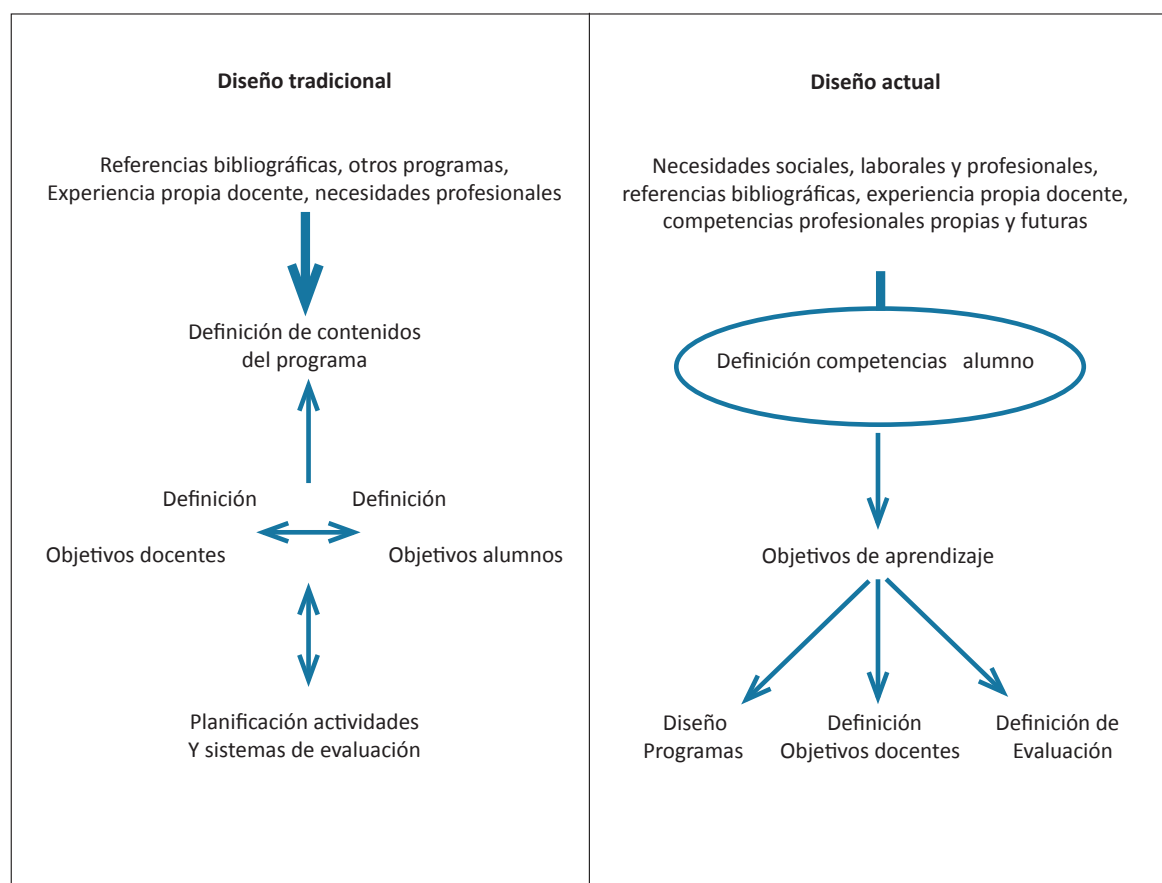 Diseño tradicional
Referencias bibliográficas, otros programas,
Experiencia propia docente, necesidades profesionales
Definición de contenidos
del programa
Definición
Definición
Objetivos docentes
Objetivos alumnos
Planificación actividades
Y sistemas de evaluación
Diseño actual
Necesidades sociales, laborales y profesionales,
referencias bibliográficas, experiencia propia docente,
competencias profesionales propias y futuras
Definición competencias alumno
Objetivos de aprendizaje
Diseño
Programas
Definición
Objetivos docentes
Definición de
Evaluación